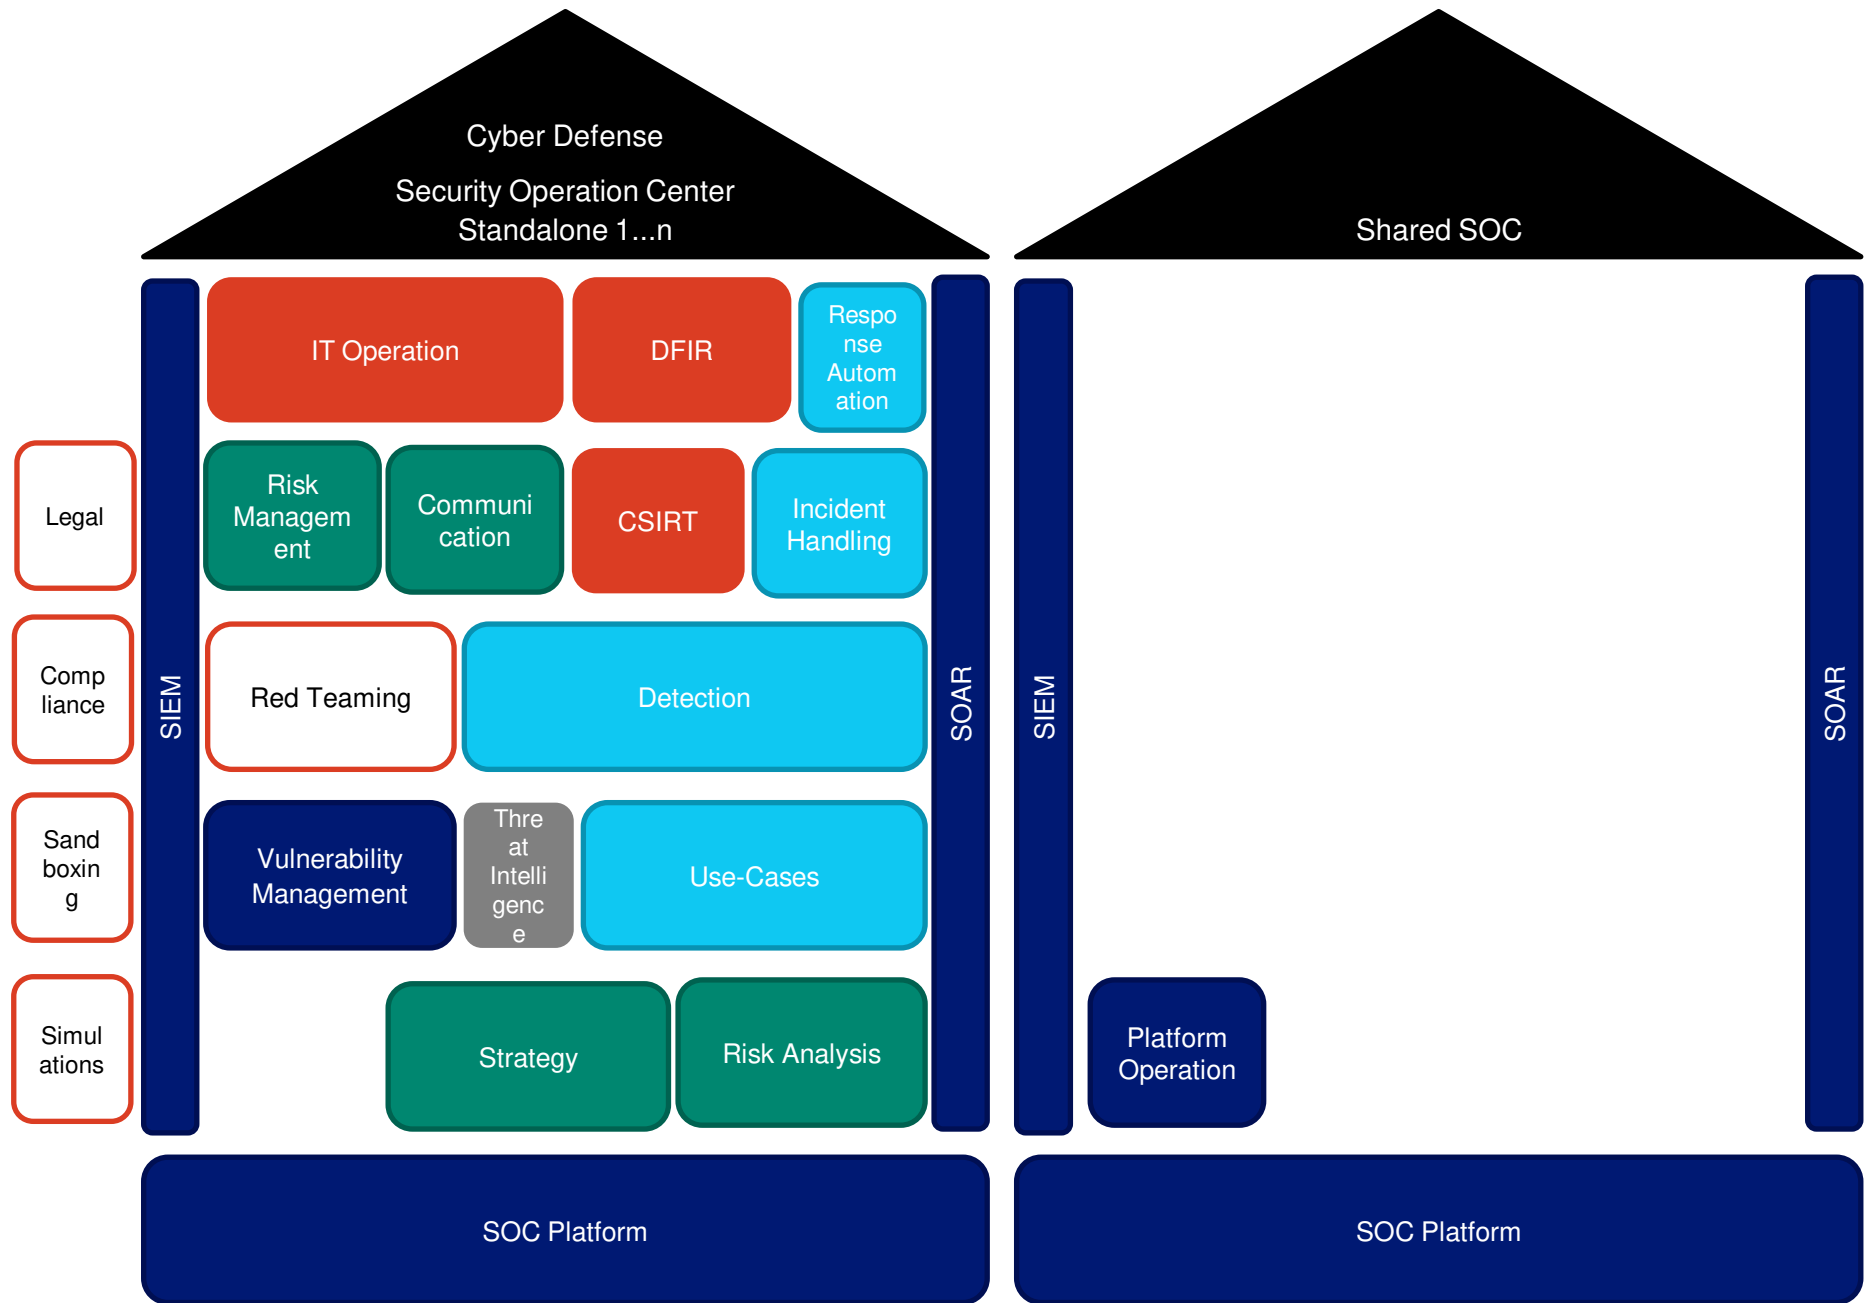 Cyber Defense
Security Operation Center
Standalone 1...n
Shared SOC
IT Operation
DFIR
Respo
nse
Autom
ation
Legal
Risk
Managem
ent
Communi
cation
CSIRT
Incident
Handling
Comp
liance
SIEM
Red Teaming
Detection
SOAR
SIEM
SOAR
Sand
boxin
g
Vulnerability
Management
Thre
at
Intelli
genc
e
Use-Cases
Simul
ations
Strategy
Risk Analysis
Platform
Operation
SOC Platform
SOC Platform